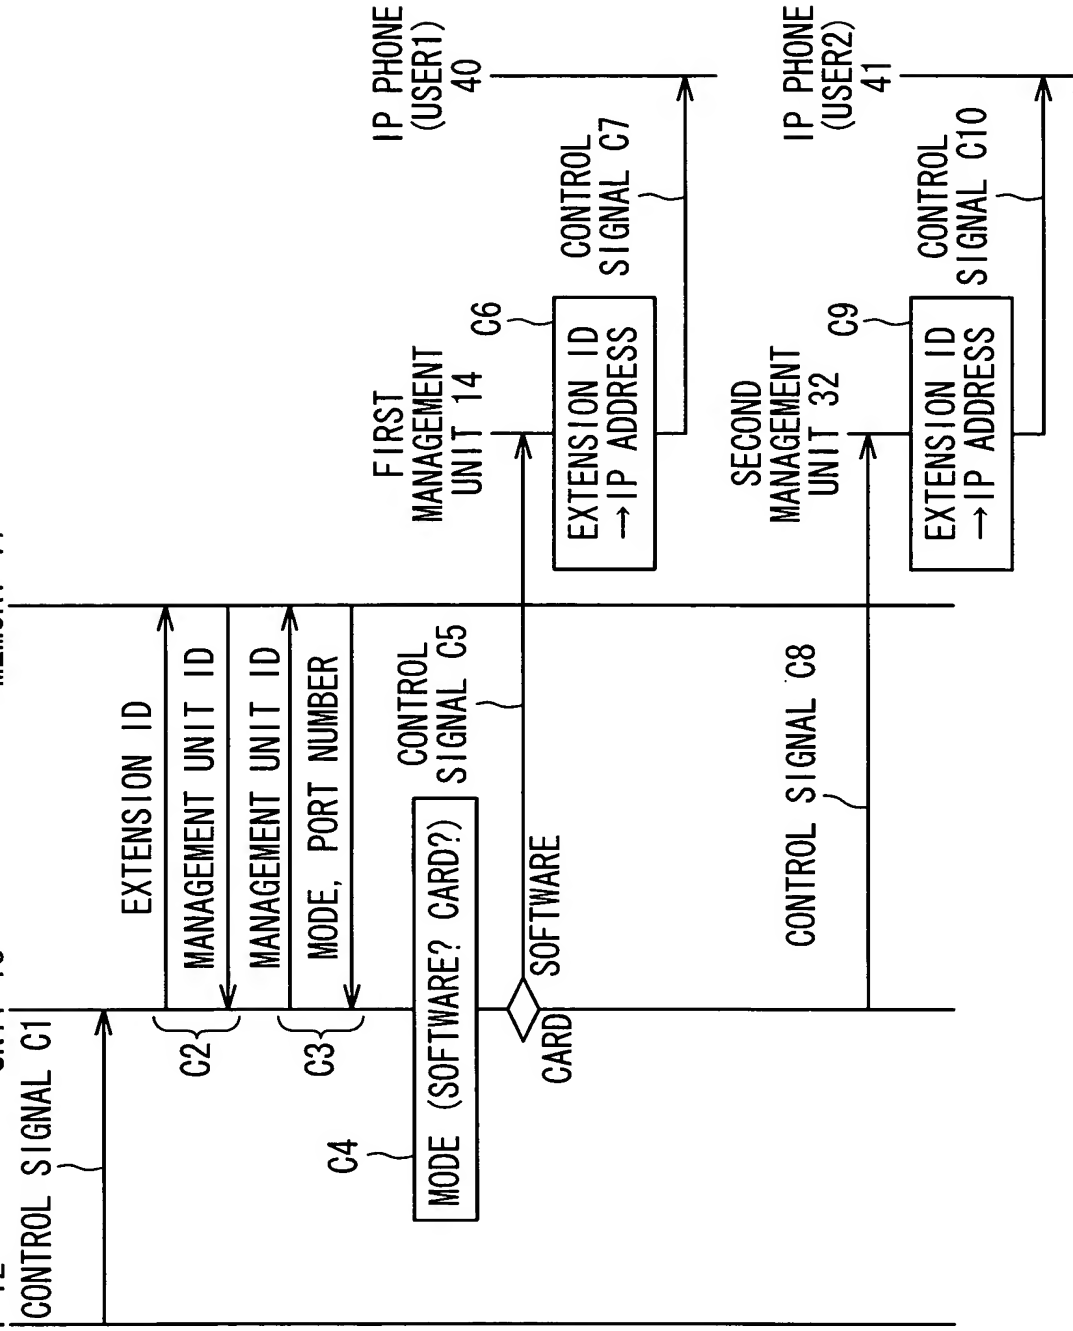 CONTROL SIGNAL C1
EXTENSION ID
C2
MANAGEMENT UNIT ID
MANAGEMENT UNIT ID
C3
MODE, PORT NUMBER
C4
MODE (SOFTWARE? CARD?)
CONTROL
SIGNAL C5
SOFTWARE
CARD
FIRST
MANAGEMENT
UNIT 14
IP PHONE
(USER1)
40
C6
EXTENSION ID
→IP ADDRESS
CONTROL
SIGNAL C7
CONTROL SIGNAL C8
SECOND
MANAGEMENT
UNIT 32
IP PHONE
(USER2)
41
C9
EXTENSION ID
→IP ADDRESS
CONTROL
SIGNAL C10